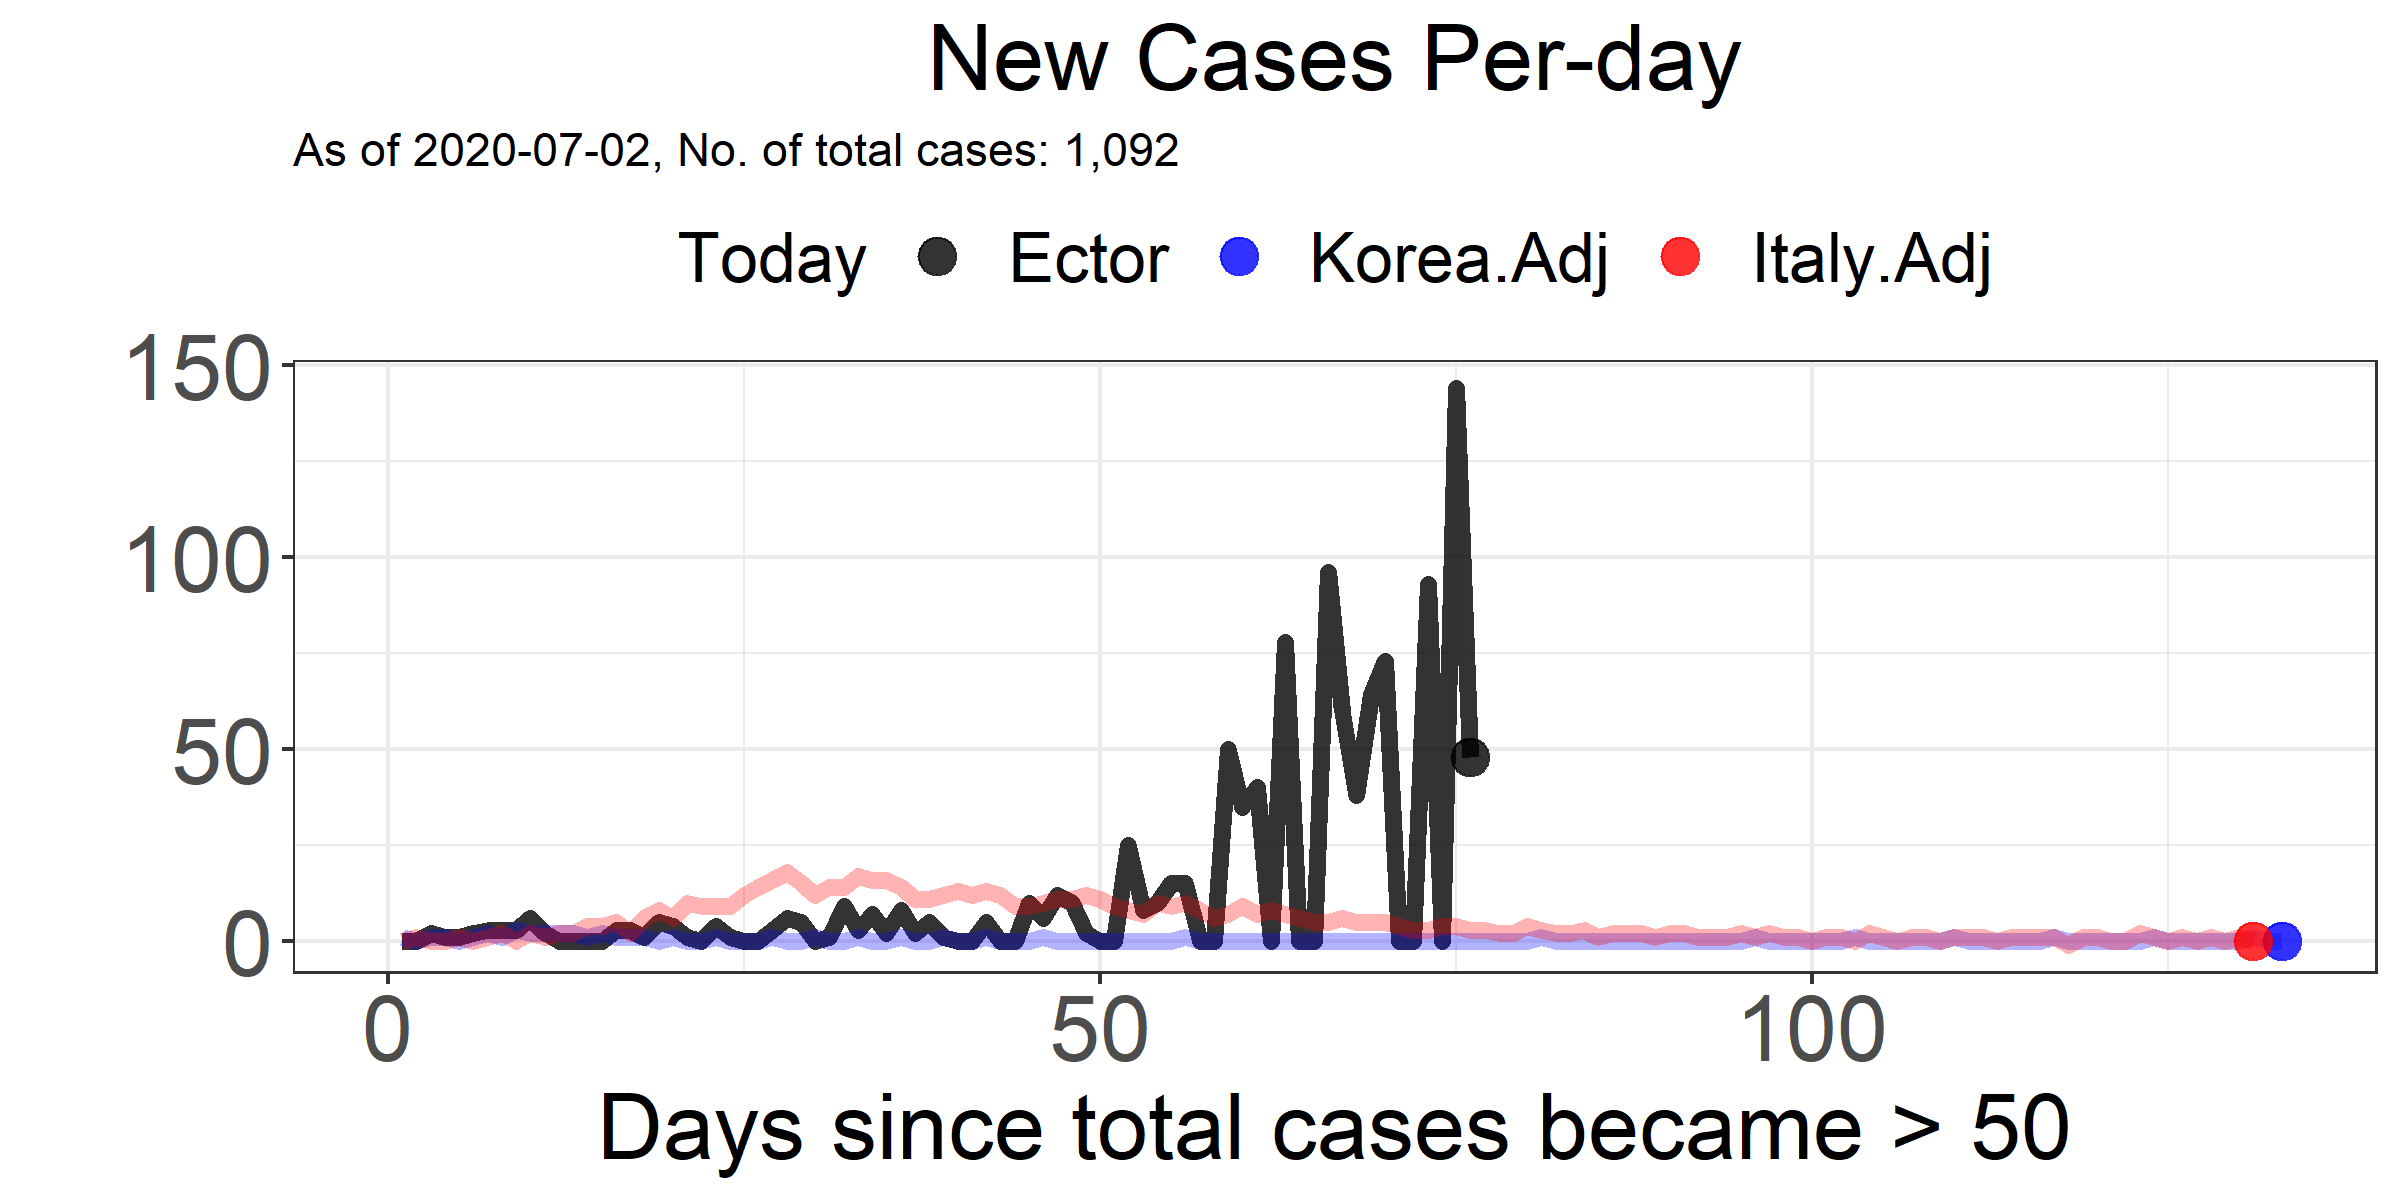 New Cases Per-day
As of 2020-07-02, No. of total cases: 1,092
Today Ector Korea.Adj Italy.Adj
150
100
50
0
0 50 100
Days since total cases became > 50